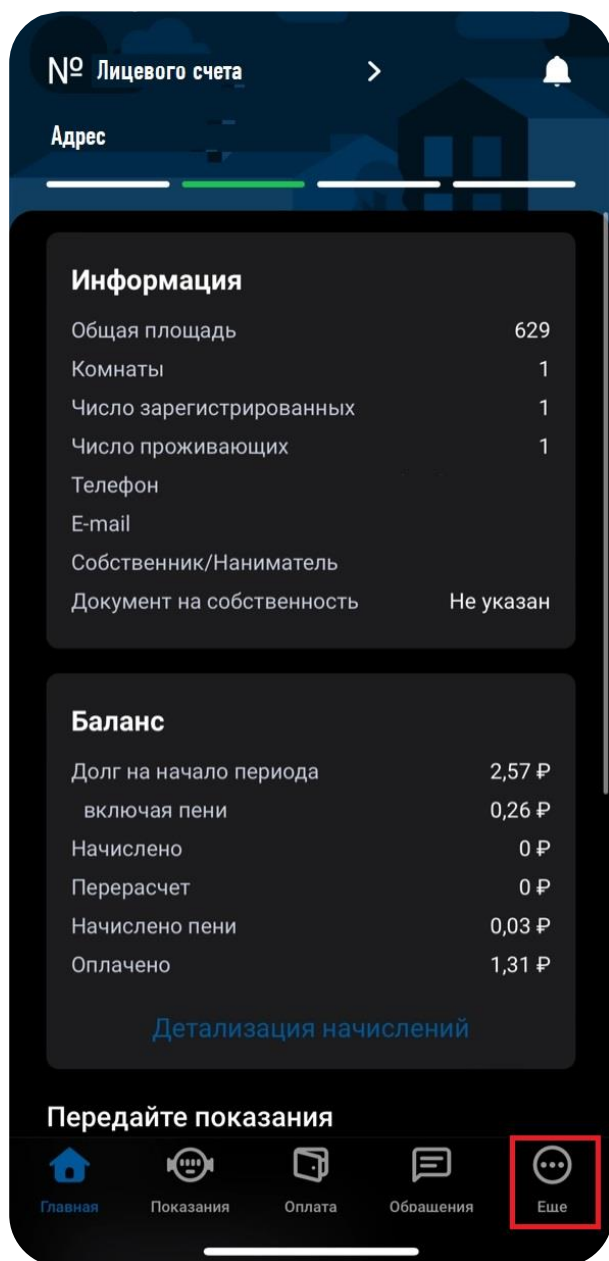 № Лицевого счета
Адрес
Информация
Общая площадь 629
Комнаты 1
Число зарегистрированных 1
Число проживающих 1
Телефон
E-mail
Собственник/Наниматель
Документ на собственность Не указан
Баланс
Долг на начало периода 2,57 ₽
включая пени 0,26 ₽
Начислено 0 ₽
Перерасчет 0 ₽
Начислено пени 0,03 ₽
Оплачено 1,31 ₽
Детализация начислений
Передайте показания
Главная Показания Оплата Обращения Еще